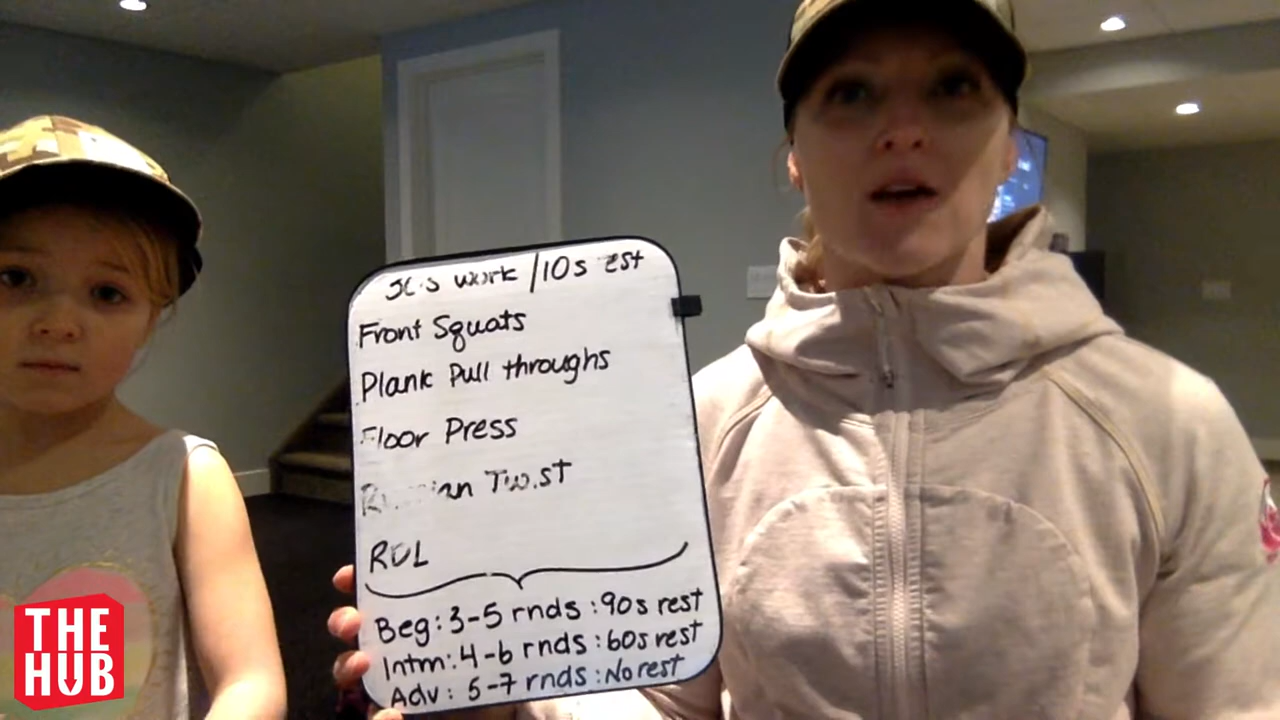 work /10s
Front Squats
Plank Pull throughs
Floor Press
Twist
RDL
Beg: 3-5 rnds : 90s rest
Intm: 4-6 rnds : 60s rest
Adv: 5-7 rnds : No rest
THE
HUB